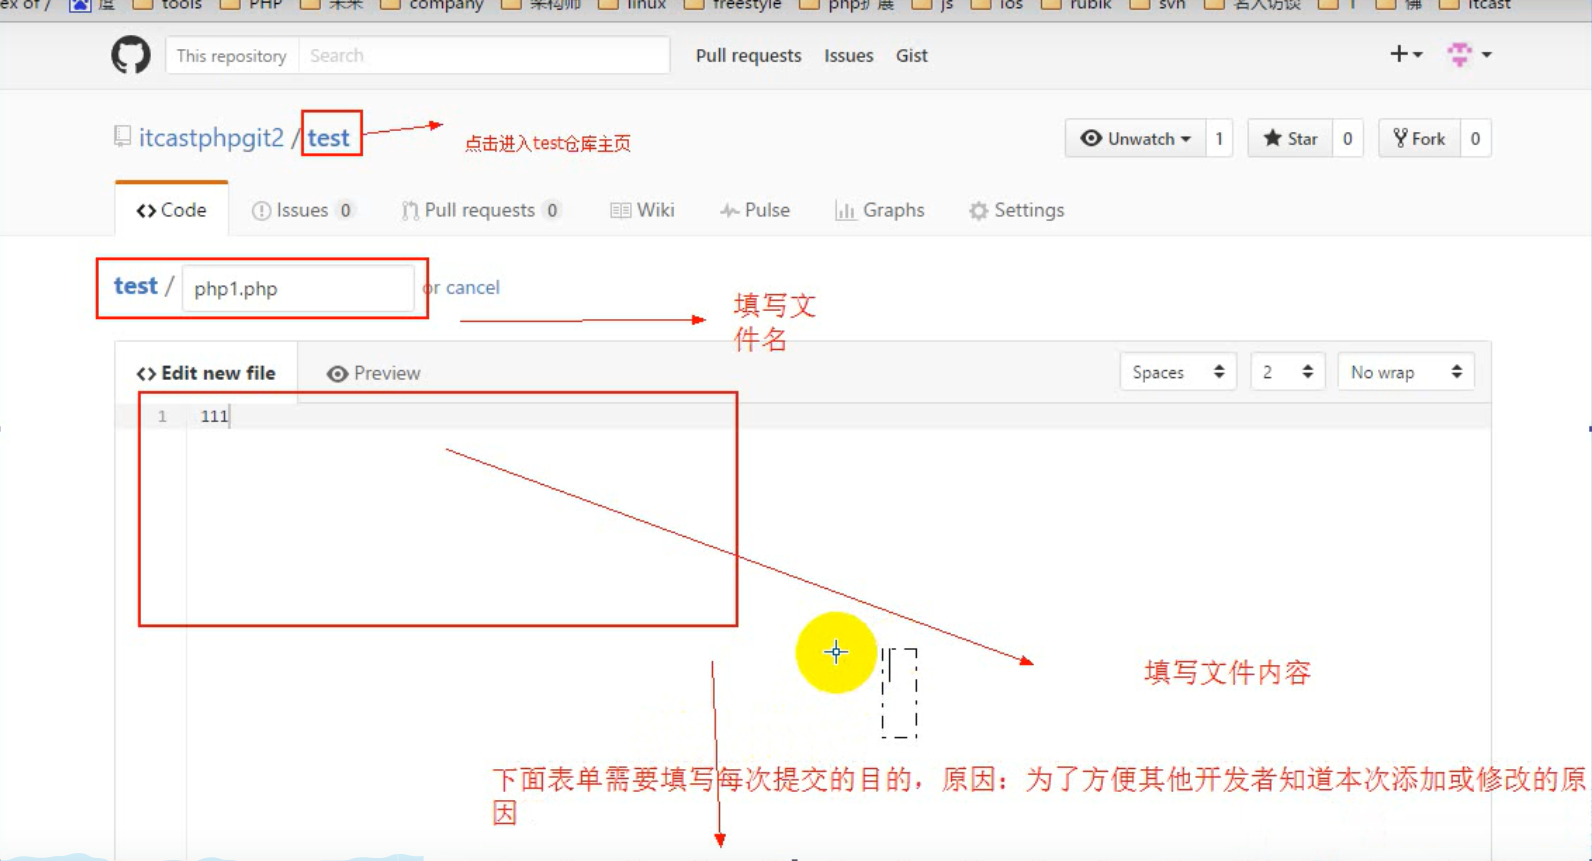 ex of / 度 tools PHP 未来 company 架构师 linux freestyle php扩展 js ios rubik svn 名人访谈 佛 itcast
This repository Search Pull requests Issues Gist
itcastphpgit2 / test
点击进入test仓库主页
Unwatch 1 Star 0 Fork 0
Code Issues 0 Pull requests 0 Wiki Pulse Graphs Settings
test / php1.php or cancel
填写文
件名
Edit new file Preview Spaces 2 No wrap
1 111
填写文件内容
下面表单需要填写每次提交的目的，原因：为了方便其他开发者知道本次添加或修改的原
因